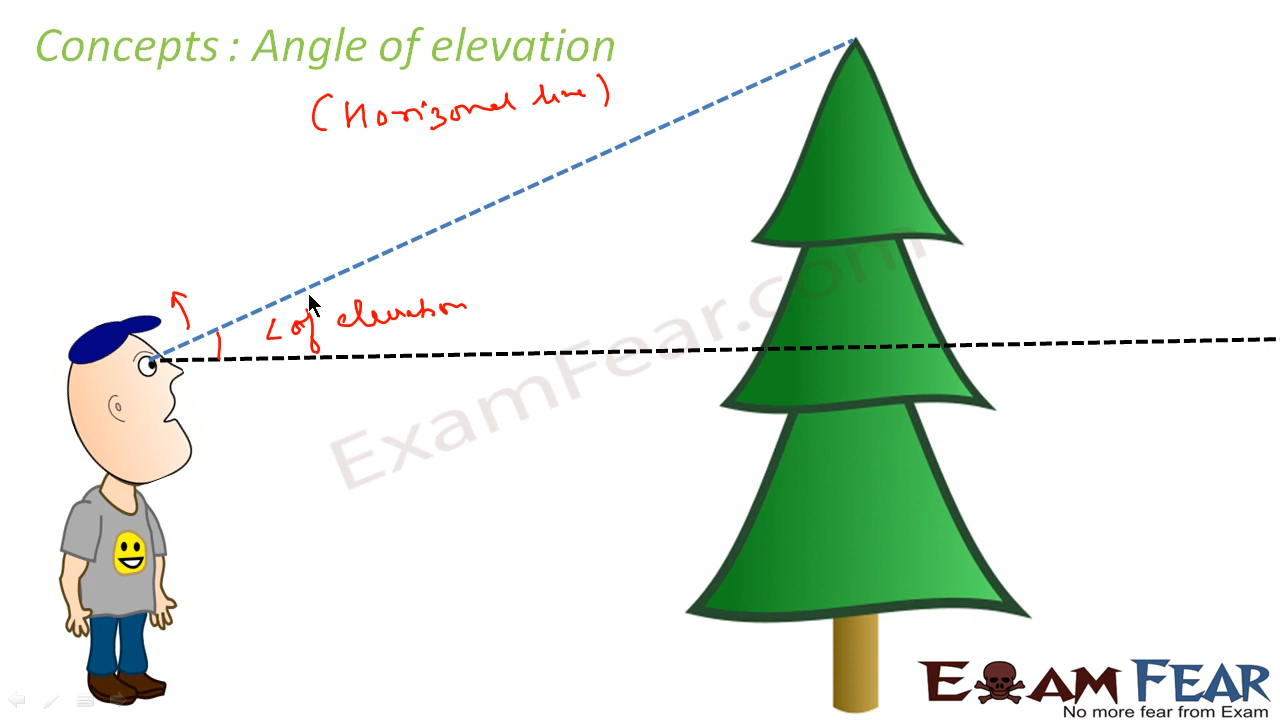 Concepts : Angle of elevation
(Horizonal line)
∠ of elevation
ExamFear.com
EXAM FEAR
No more fear from Exam